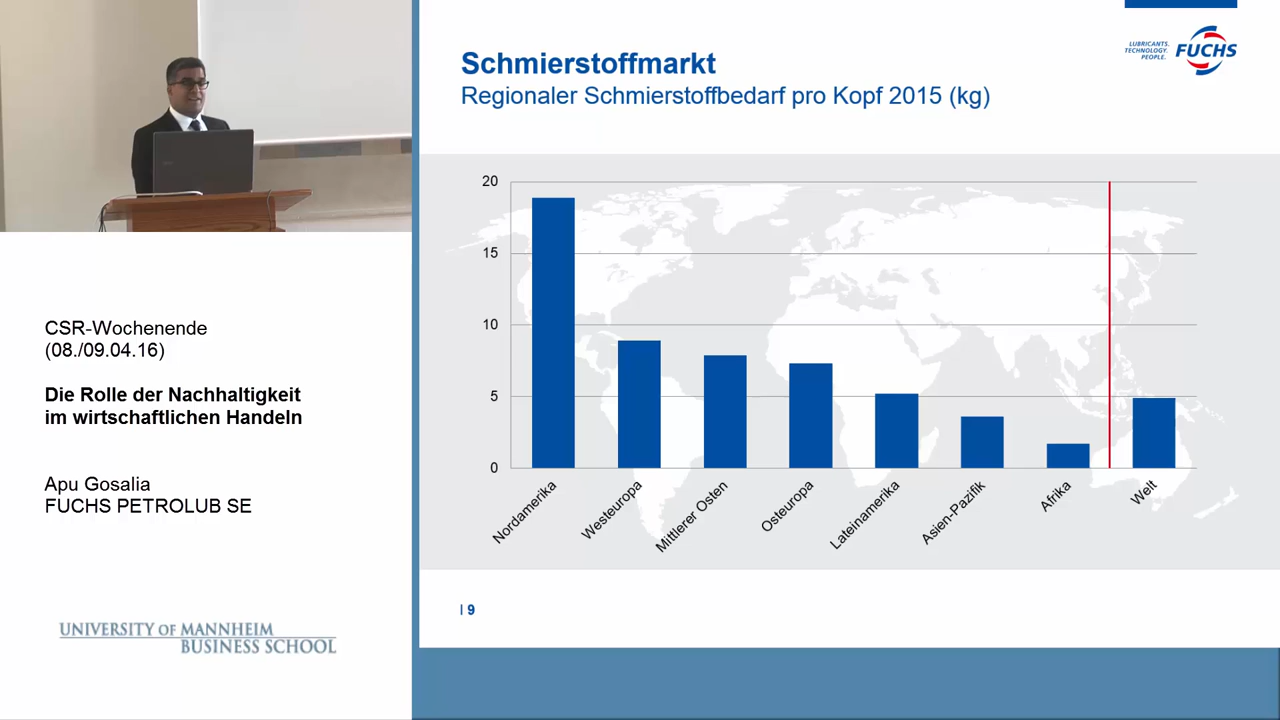 CSR-Wochenende
(08./09.04.16)
Die Rolle der Nachhaltigkeit
im wirtschaftlichen Handeln
Apu Gosalia
FUCHS PETROLUB SE
UNIVERSITY OF MANNHEIM
BUSINESS SCHOOL
Schmierstoffmarkt
Regionaler Schmierstoffbedarf pro Kopf 2015 (kg)
LUBRICANTS.
TECHNOLOGY.
PEOPLE.
FUCHS
20
15
10
5
0
Nordamerika
Westeuropa
Mittlerer Osten
Osteuropa
Lateinamerika
Asien-Pazifik
Afrika
Welt
| 9